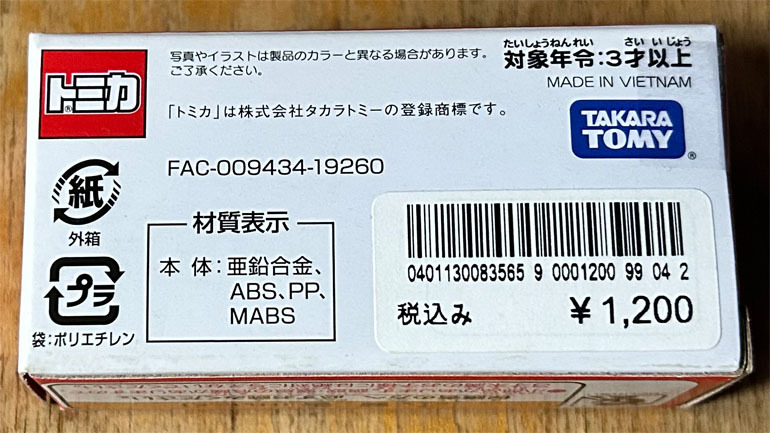 トミカ
®
写真やイラストは製品のカラーと異なる場合があります。
ご了承ください。
「トミカ」は株式会社タカラトミーの登録商標です。
たいしょうねんれい さいいじょう
対象年令:3才以上
MADE IN VIETNAM
TAKARA
TOMY
®
FAC-009434-19260
紙
外箱
プラ
袋:ポリエチレン
材質表示
本体:亜鉛合金、
ABS、PP、
MABS
0401130083565 9 0001200 99 04 2
税込み ¥1,200